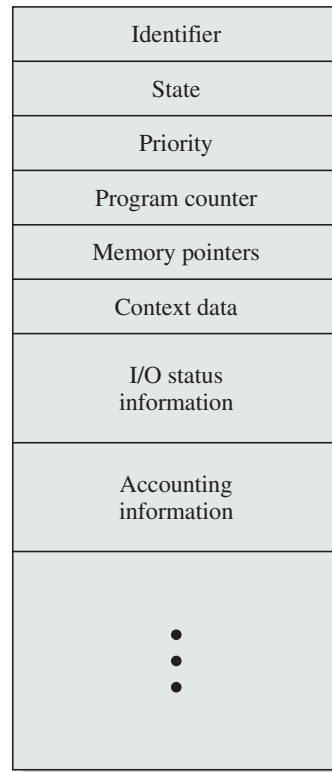 Identifier
State
Priority
Program counter
Memory pointers
Context data
I/O status
information
Accounting
information